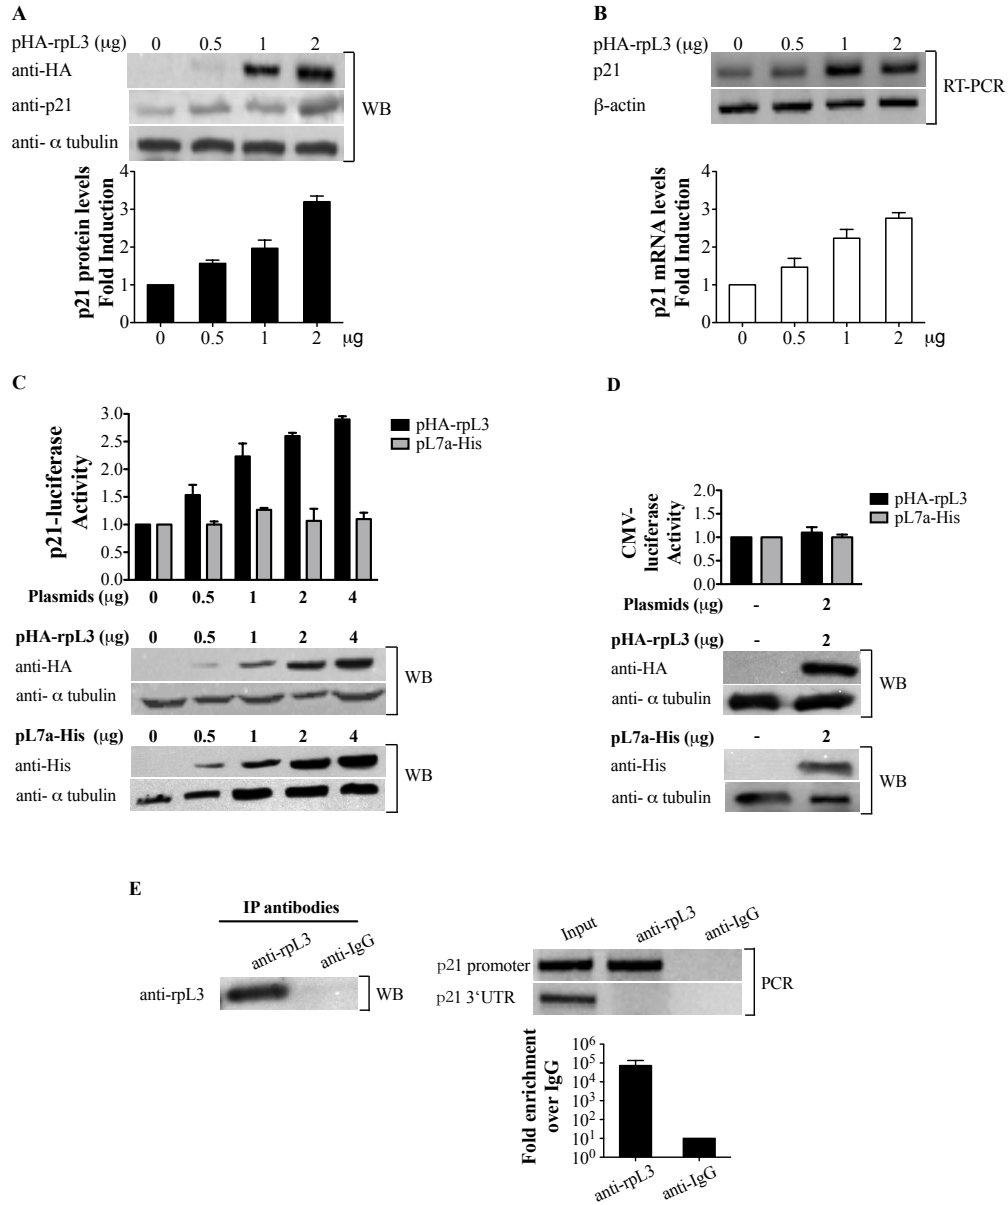 A
pHA-rpL3 (μg) 0 0.5 1 2
anti-HA
anti-p21
anti- α tubulin
WB
p21 protein levels
Fold Induction
4
3
2
1
0
0 0.5 1 2 μg
B
pHA-rpL3 (μg) 0 0.5 1 2
p21
β-actin
RT-PCR
p21 mRNA levels
Fold Induction
4
3
2
1
0
0 0.5 1 2 μg
C
p21-luciferase
Activity
3.0
2.5
2.0
1.5
1.0
0.5
0.0
pHA-rpL3
pL7a-His
Plasmids (μg) 0 0.5 1 2 4
pHA-rpL3 (μg) 0 0.5 1 2 4
anti-HA
anti- α tubulin
WB
pL7a-His (μg) 0 0.5 1 2 4
anti-His
anti- α tubulin
WB
D
CMV-
luciferase
Activity
2.0
1.5
1.0
0.5
0.0
pHA-rpL3
pL7a-His
Plasmids (μg) - 2
pHA-rpL3 (μg) - 2
anti-HA
anti- α tubulin
WB
pL7a-His (μg) - 2
anti-His
anti- α tubulin
WB
E
IP antibodies
anti-rpL3 anti-IgG
anti-rpL3
WB
Input anti-rpL3 anti-IgG
p21 promoter
p21 3'UTR
PCR
Fold enrichment
over IgG
10⁶
10⁵
10⁴
10³
10²
10¹
10⁰
anti-rpL3 anti-IgG